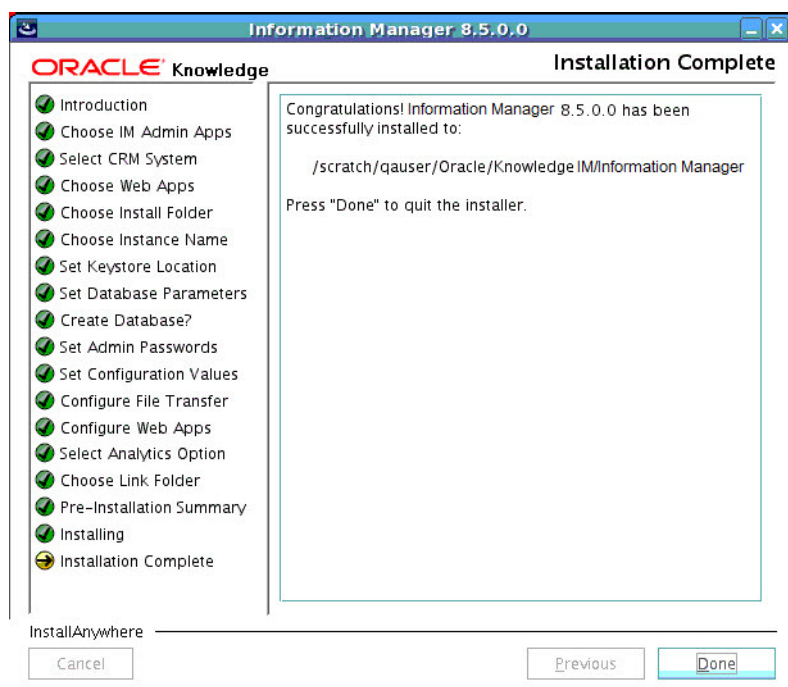 Information Manager 8.5.0.0
ORACLE Knowledge
Installation Complete
Introduction
Choose IM Admin Apps
Select CRM System
Choose Web Apps
Choose Install Folder
Choose Instance Name
Set Keystore Location
Set Database Parameters
Create Database?
Set Admin Passwords
Set Configuration Values
Configure File Transfer
Configure Web Apps
Select Analytics Option
Choose Link Folder
Pre-Installation Summary
Installing
Installation Complete
Congratulations! Information Manager 8.5.0.0 has been
successfully installed to:
/scratch/qauser/Oracle/Knowledge IM/Information Manager
Press "Done" to quit the installer.
InstallAnywhere
Cancel
Previous
Done